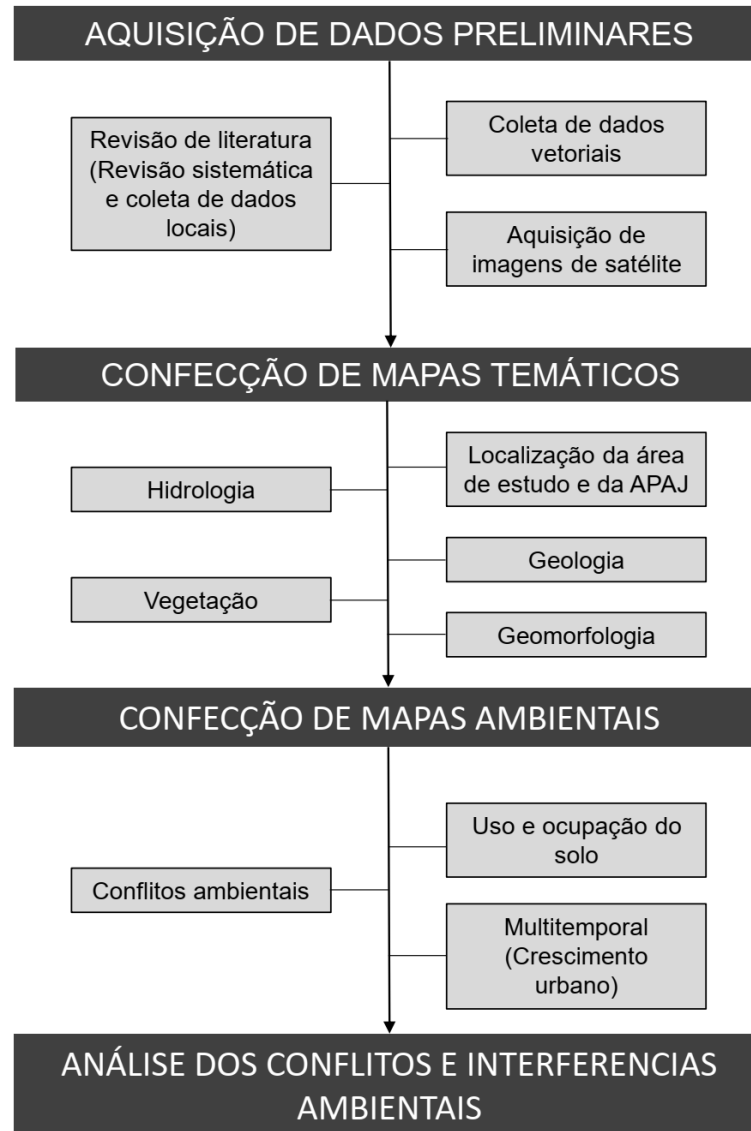 AQUISIÇÃO DE DADOS PRELIMINARES
Revisão de literatura
(Revisão sistemática
e coleta de dados
locais)
Coleta de dados
vetoriais
Aquisição de
imagens de satélite
CONFECÇÃO DE MAPAS TEMÁTICOS
Hidrologia
Vegetação
Localização da área
de estudo e da APAJ
Geologia
Geomorfologia
CONFECÇÃO DE MAPAS AMBIENTAIS
Conflitos ambientais
Uso e ocupação do
solo
Multitemporal
(Crescimento
urbano)
ANÁLISE DOS CONFLITOS E INTERFERENCIAS
AMBIENTAIS